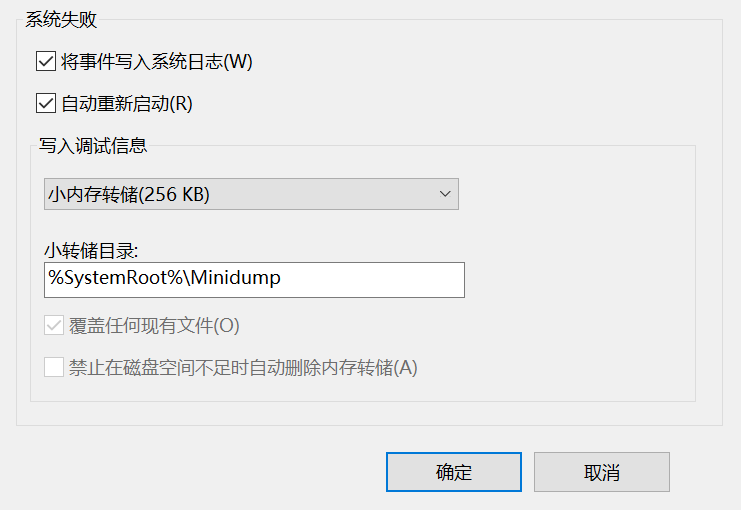 系统失败
将事件写入系统日志(W)
自动重新启动(R)
写入调试信息
小内存转储(256 KB)
小转储目录:
%SystemRoot%\Minidump
覆盖任何现有文件(O)
禁止在磁盘空间不足时自动删除内存转储(A)
确定
取消